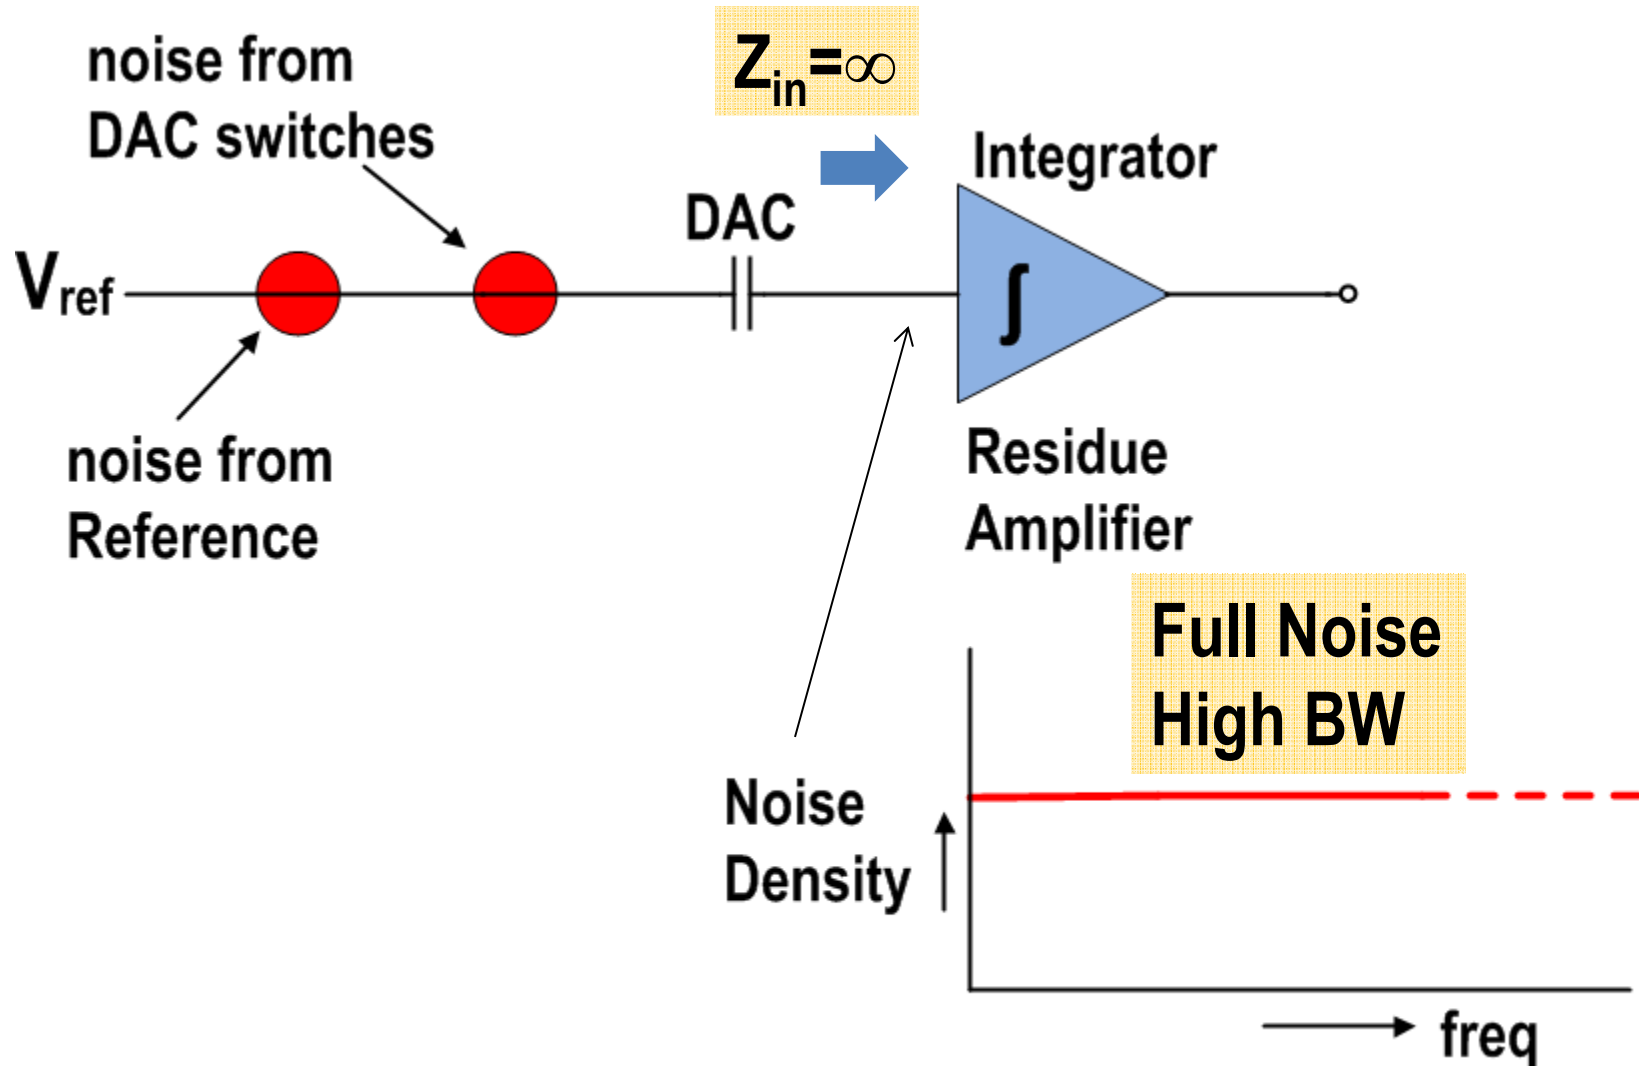 noise from
DAC switches
Zin=∞
Integrator
DAC
Vref
∫
noise from
Reference
Residue
Amplifier
Full Noise
High BW
Noise
Density
freq